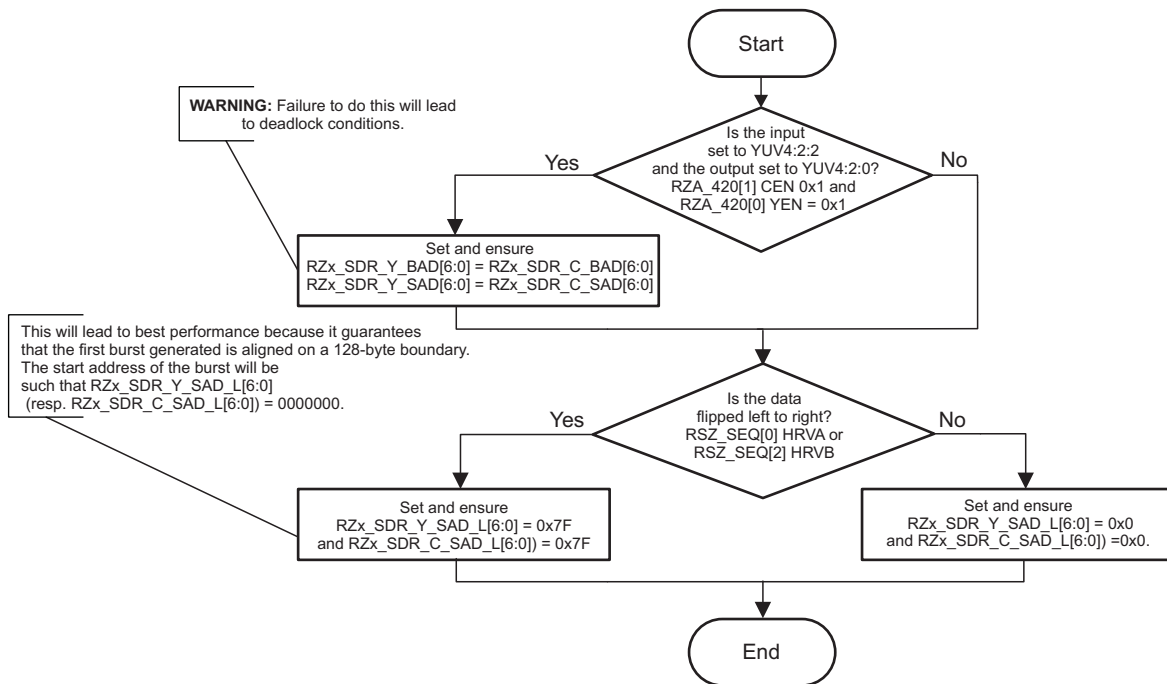 Start
WARNING: Failure to do this will lead
to deadlock conditions.
Is the input
set to YUV4:2:2
and the output set to YUV4:2:0?
RZA_420[1] CEN 0x1 and
RZA_420[0] YEN = 0x1
Yes
No
Set and ensure
RZx_SDR_Y_BAD[6:0] = RZx_SDR_C_BAD[6:0]
RZx_SDR_Y_SAD[6:0] = RZx_SDR_C_SAD[6:0]
This will lead to best performance because it guarantees
that the first burst generated is aligned on a 128-byte boundary.
The start address of the burst will be
such that RZx_SDR_Y_SAD_L[6:0]
(resp. RZx_SDR_C_SAD_L[6:0]) = 0000000.
Is the data
flipped left to right?
RSZ_SEQ[0] HRVA or
RSZ_SEQ[2] HRVB
Yes
No
Set and ensure
RZx_SDR_Y_SAD_L[6:0] = 0x7F
and RZx_SDR_C_SAD_L[6:0]) = 0x7F
Set and ensure
RZx_SDR_Y_SAD_L[6:0] = 0x0
and RZx_SDR_C_SAD_L[6:0]) =0x0.
End